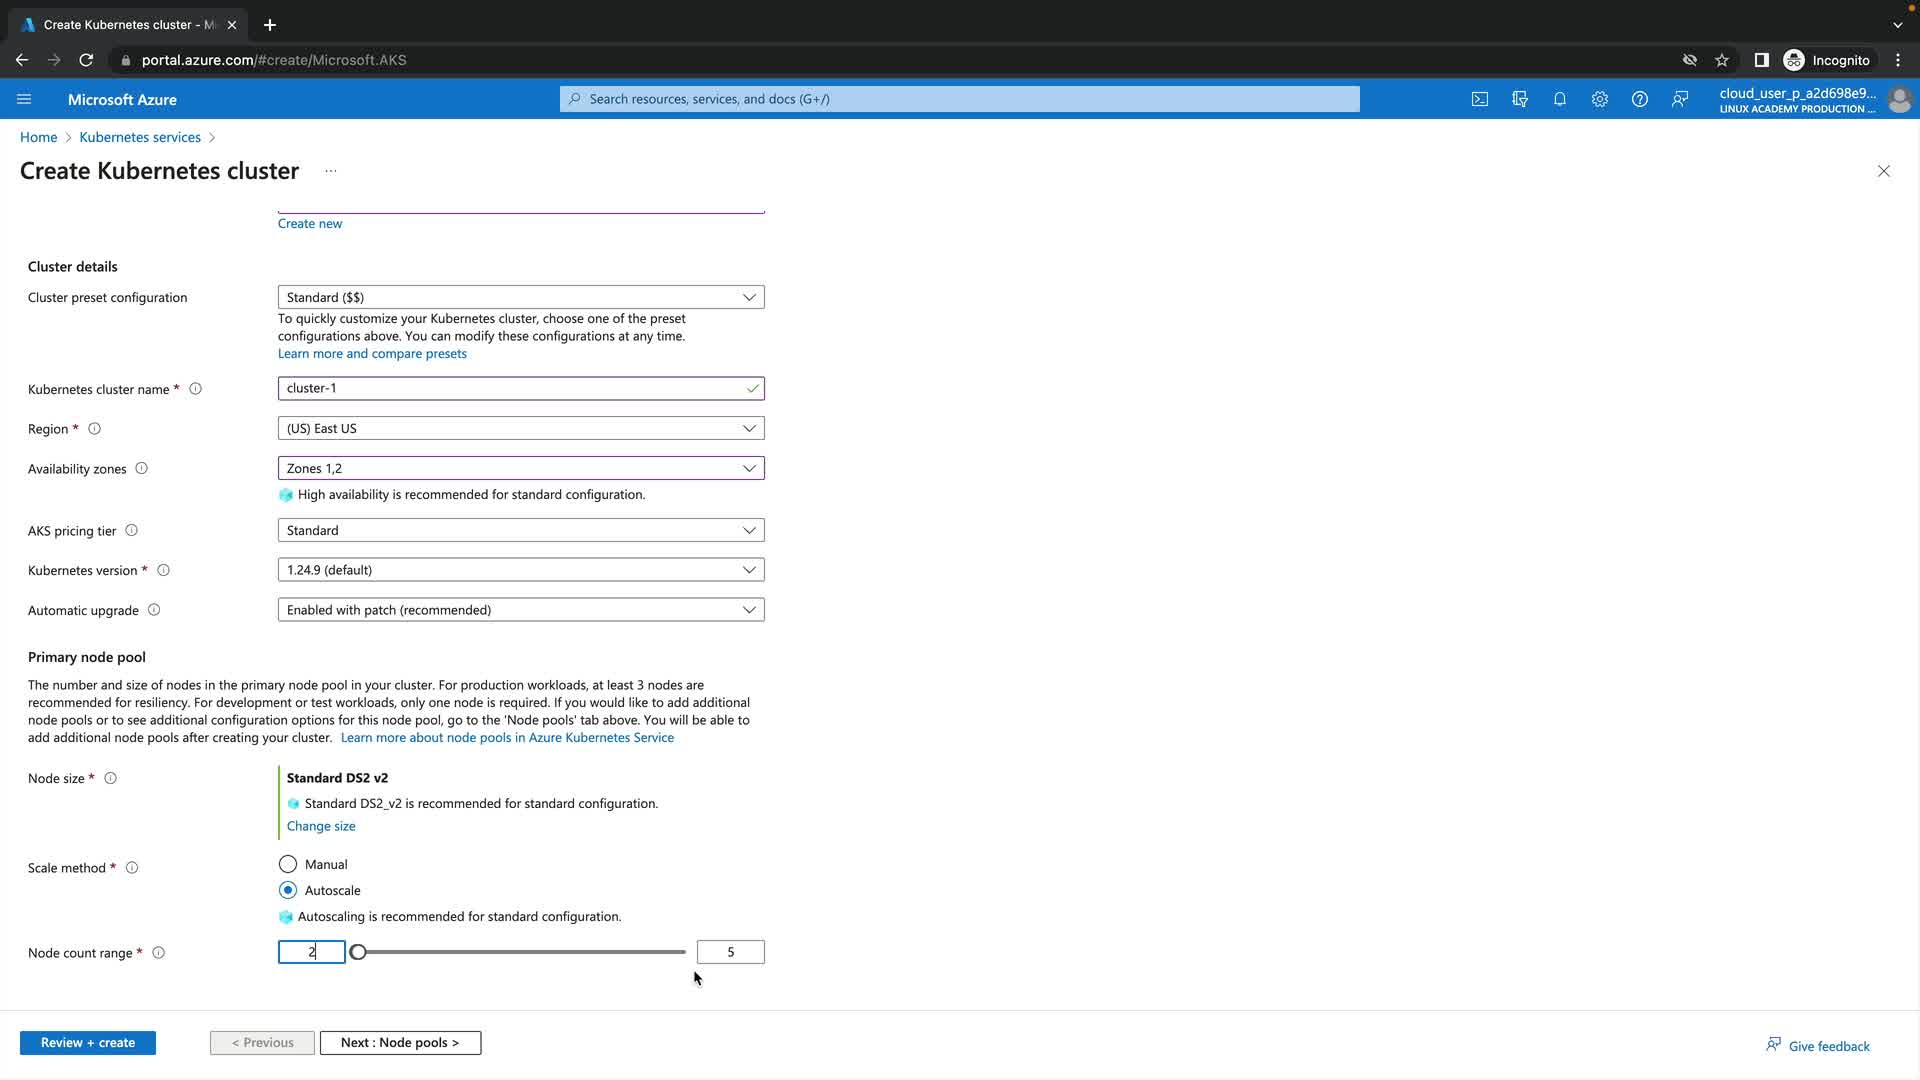 Create Kubernetes cluster - Mi
portal.azure.com/#create/Microsoft.AKS
Incognito
Microsoft Azure
Search resources, services, and docs (G+/)
cloud_user_p_a2d698e9...
LINUX ACADEMY PRODUCTION ...
Home > Kubernetes services >
Create Kubernetes cluster ...
Create new
Cluster details
Cluster preset configuration
Standard ($$)
To quickly customize your Kubernetes cluster, choose one of the preset
configurations above. You can modify these configurations at any time.
Learn more and compare presets
Kubernetes cluster name *
cluster-1
Region *
(US) East US
Availability zones
Zones 1,2
High availability is recommended for standard configuration.
AKS pricing tier
Standard
Kubernetes version *
1.24.9 (default)
Automatic upgrade
Enabled with patch (recommended)
Primary node pool
The number and size of nodes in the primary node pool in your cluster. For production workloads, at least 3 nodes are
recommended for resiliency. For development or test workloads, only one node is required. If you would like to add additional
node pools or to see additional configuration options for this node pool, go to the 'Node pools' tab above. You will be able to
add additional node pools after creating your cluster. Learn more about node pools in Azure Kubernetes Service
Node size *
Standard DS2 v2
Standard DS2_v2 is recommended for standard configuration.
Change size
Scale method *
Manual
Autoscale
Autoscaling is recommended for standard configuration.
Node count range *
2
5
Review + create
< Previous
Next : Node pools >
Give feedback